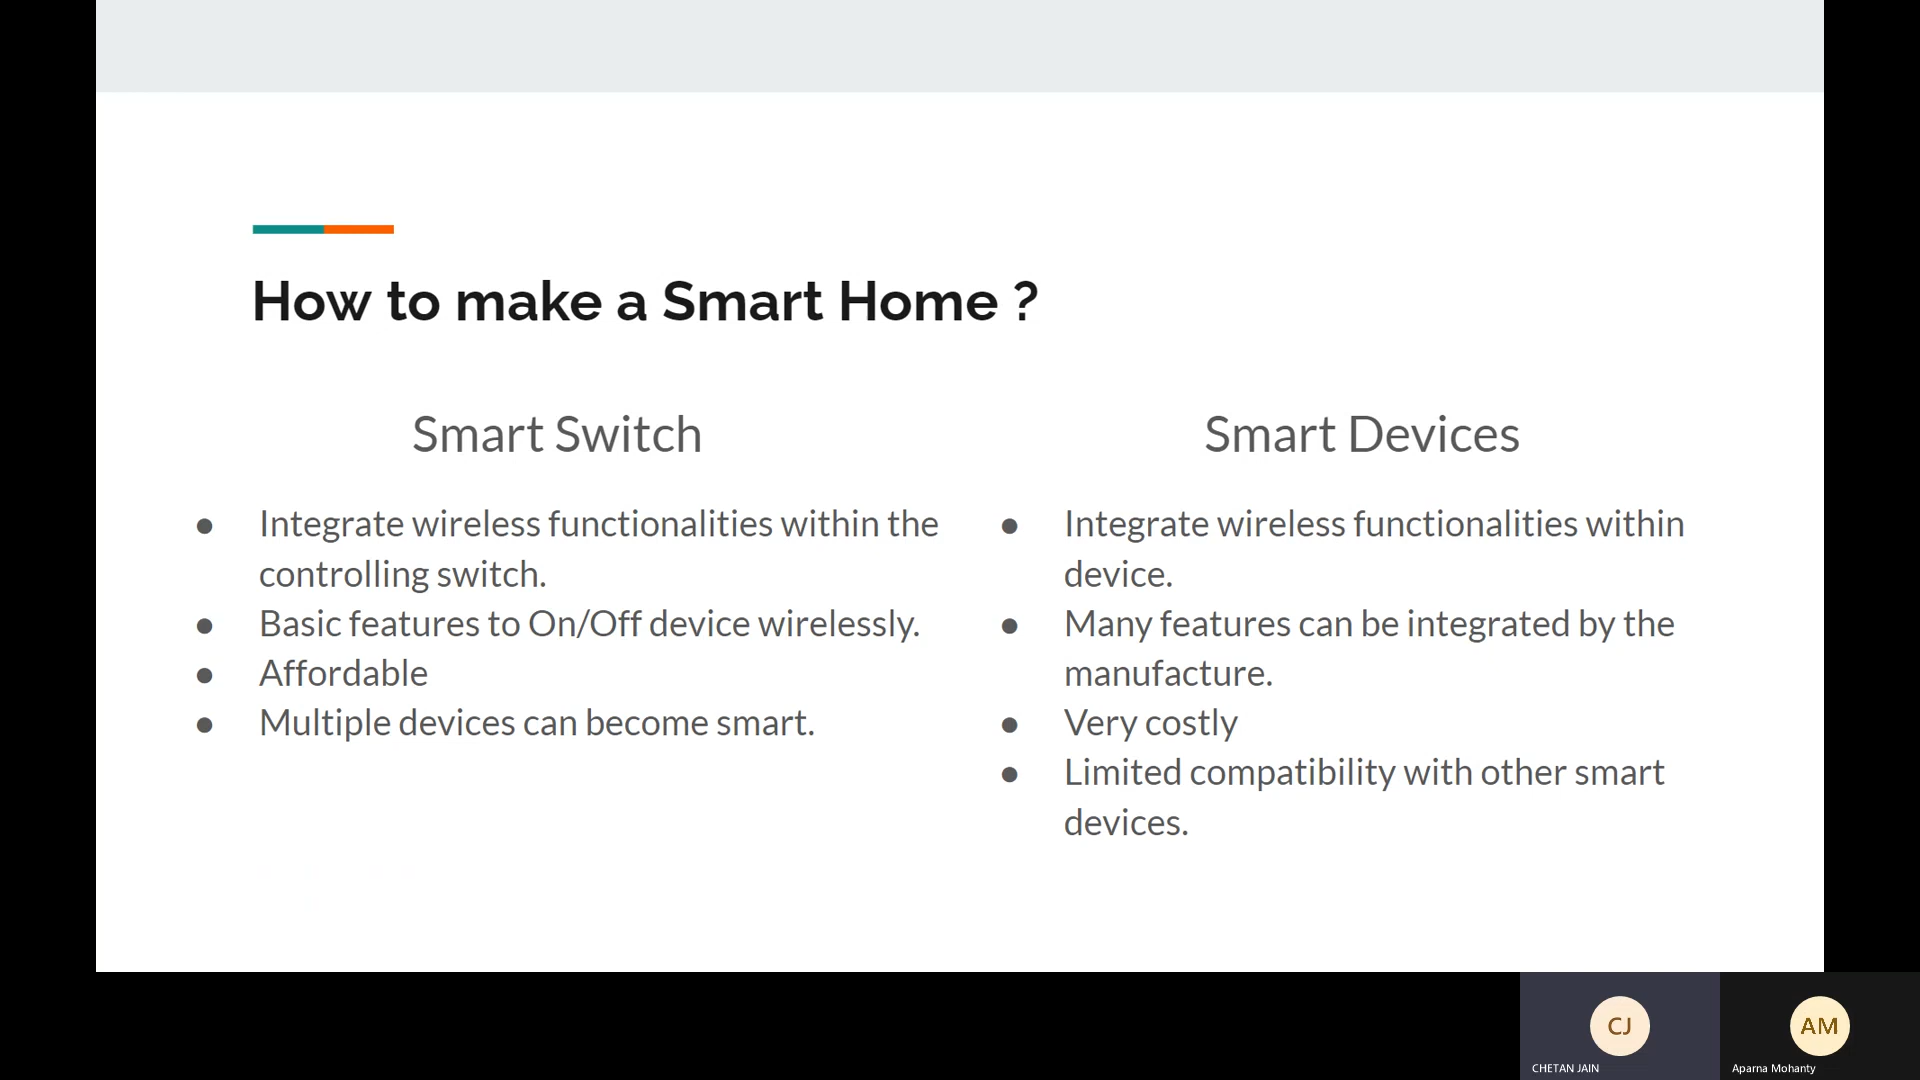 How to make a Smart Home ?
Smart Switch
● Integrate wireless functionalities within the
controlling switch.
● Basic features to On/Off device wirelessly.
● Affordable
● Multiple devices can become smart.
Smart Devices
● Integrate wireless functionalities within
device.
● Many features can be integrated by the
manufacture.
● Very costly
● Limited compatibility with other smart
devices.
CJ
CHETAN JAIN
AM
Aparna Mohanty